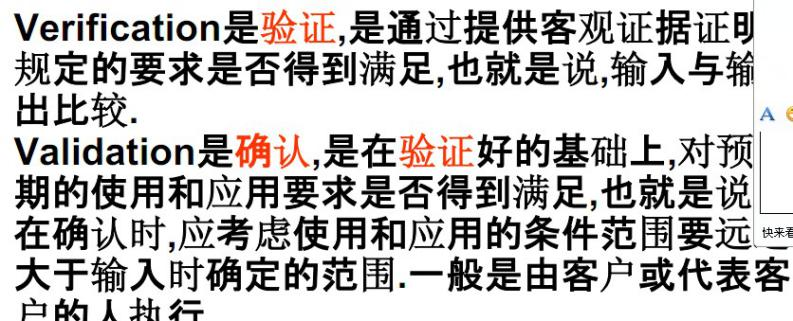 Verification是验证,是通过提供客观证据证明
规定的要求是否得到满足,也就是说,输入与输
出比较.
Validation是确认,是在验证好的基础上,对预
期的使用和应用要求是否得到满足,也就是说
在确认时,应考虑使用和应用的条件范围要远
大于输入时确定的范围.一般是由客户或代表客
户的人执行
A
快来看